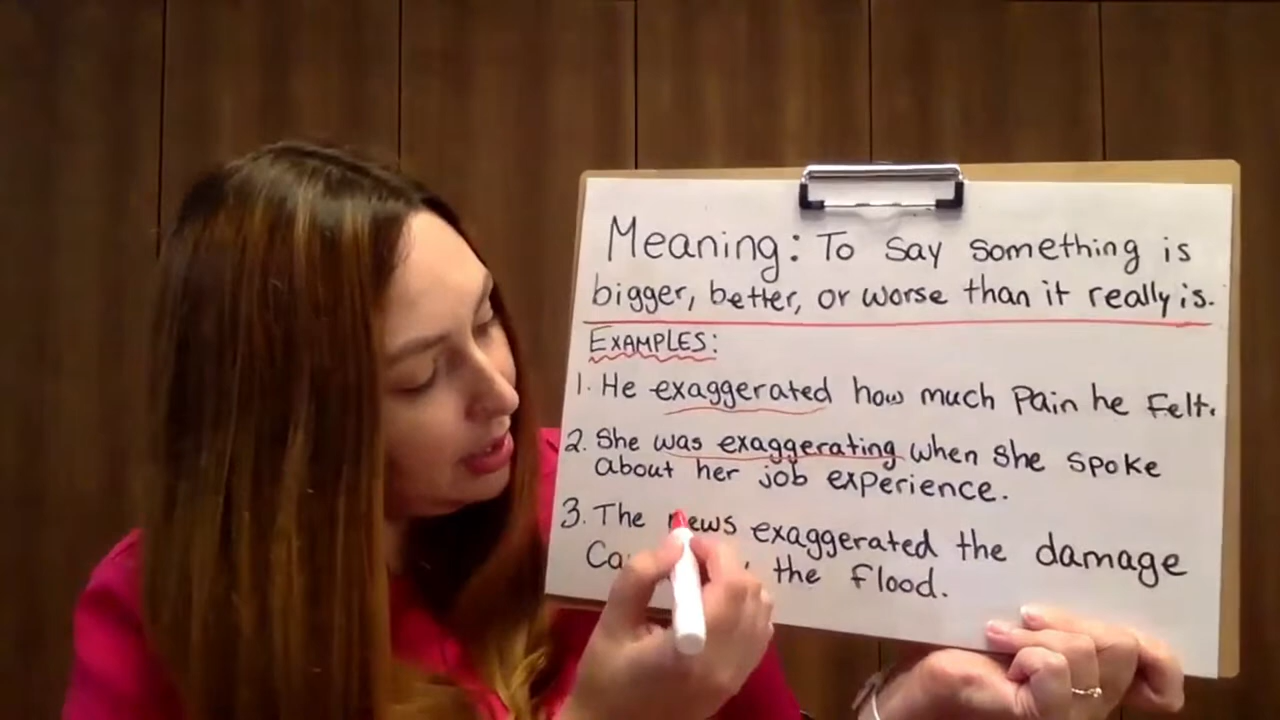 Meaning: To say something is
bigger, better, or worse than it really is.
EXAMPLES:
1. He exaggerated how much Pain he Felt.
2. She was exaggerating when she spoke
about her job experience.
3. The news exaggerated the damage
the flood.